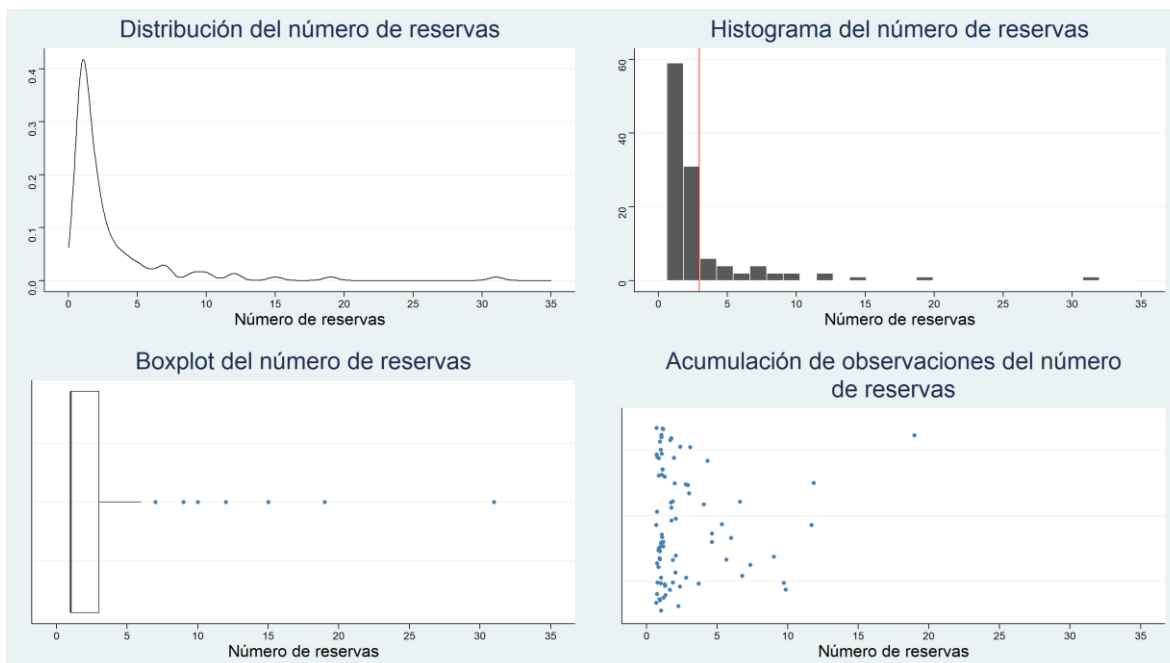 Distribución del número de reservas
0.4
0.3
0.2
0.1
0.0
0 5 10 15 20 25 30 35
Número de reservas
Histograma del número de reservas
60
40
20
0
0 5 10 15 20 25 30 35
Número de reservas
Boxplot del número de reservas
0 5 10 15 20 25 30 35
Número de reservas
Acumulación de observaciones del número
de reservas
0 5 10 15 20 25 30 35
Número de reservas